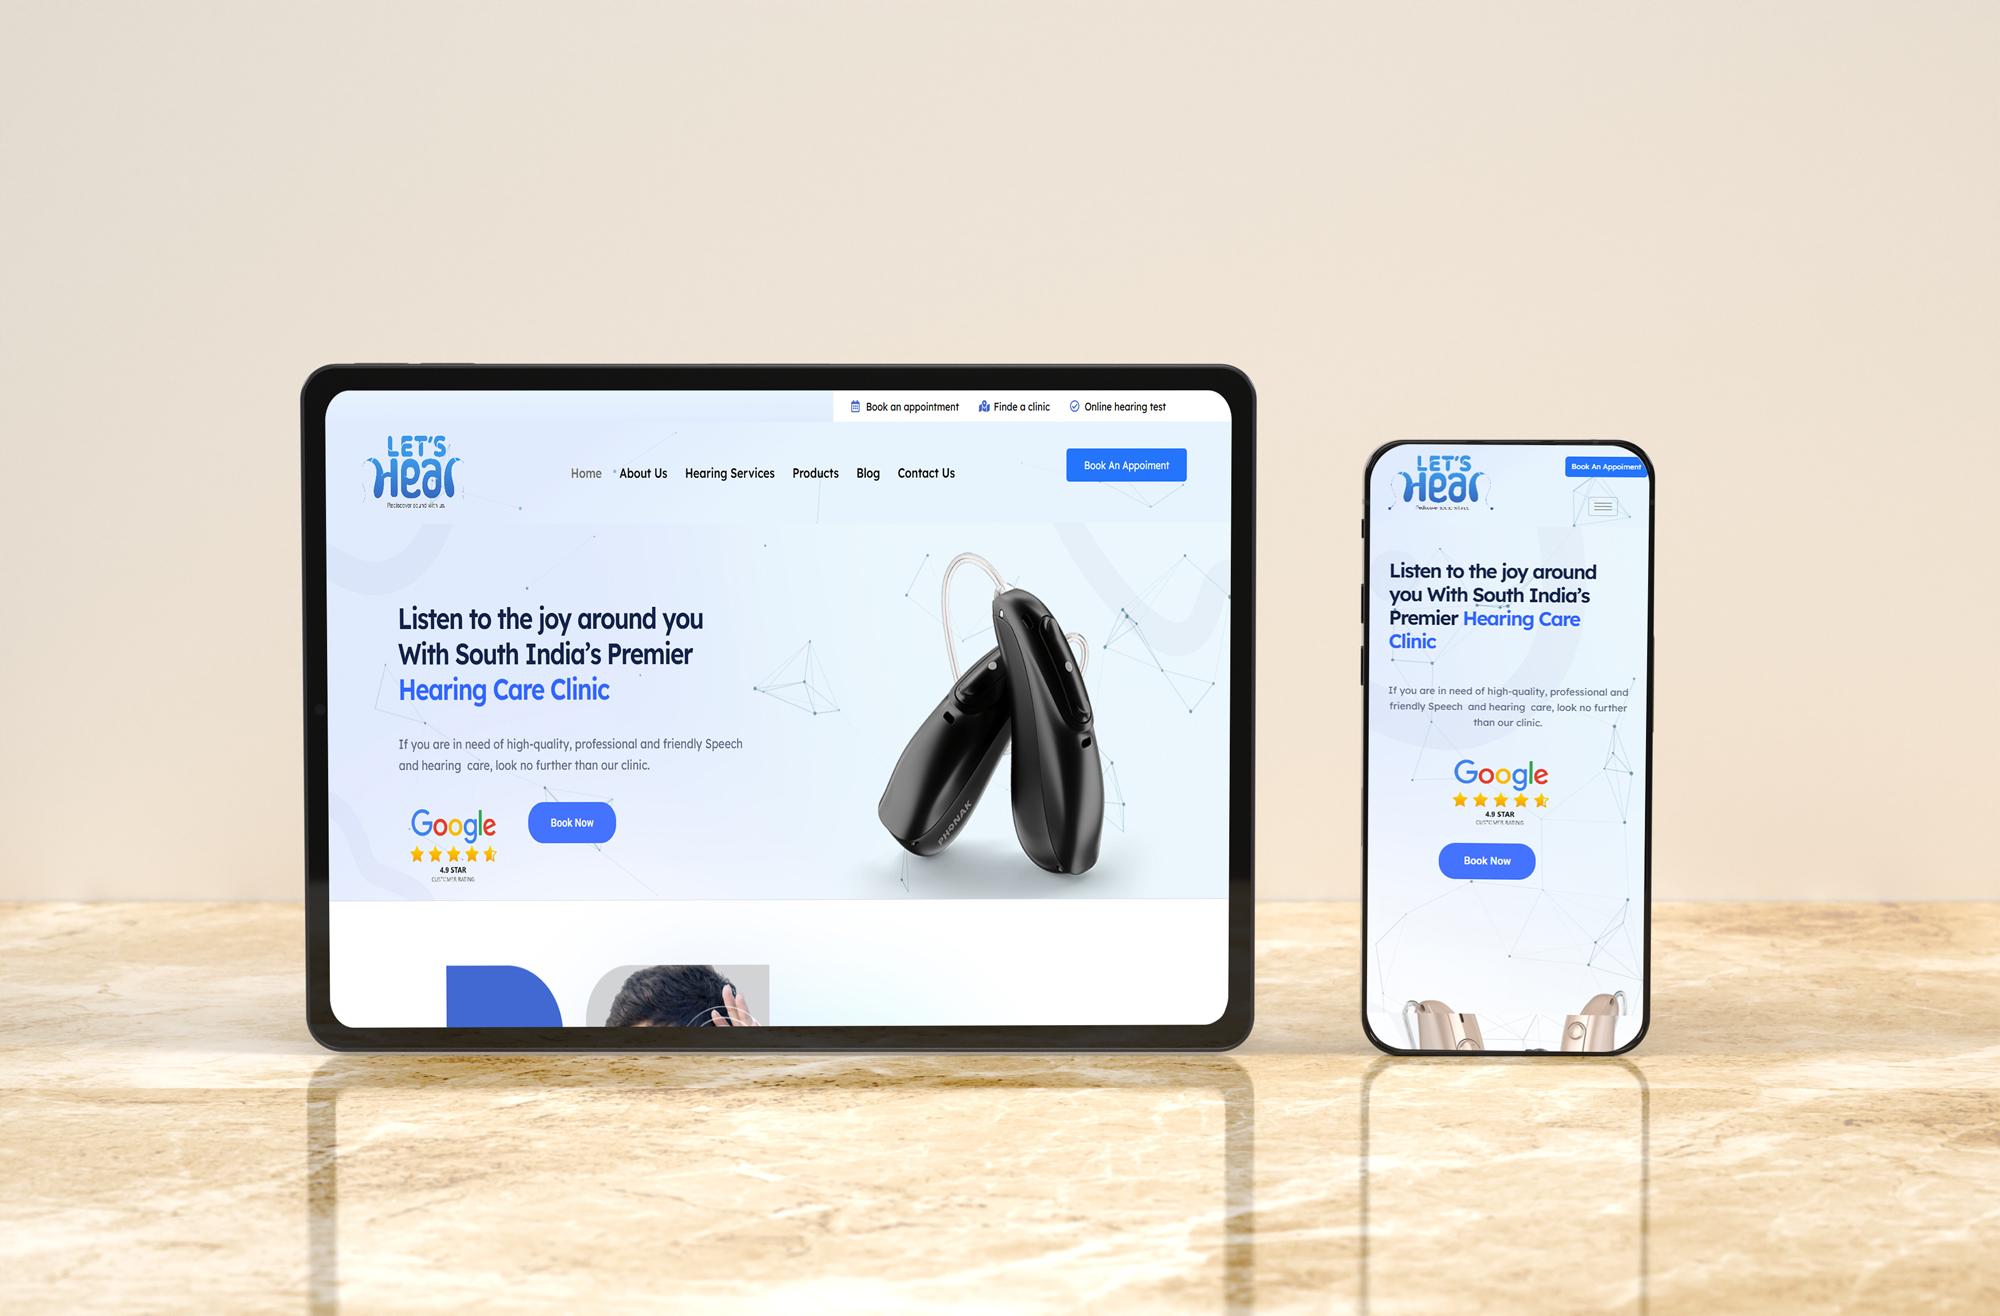 Book an appointment
Finde a clinic
Online hearing test
LET'S
Hear
Rediscover sound with us.
Home
About Us
Hearing Services
Products
Blog
Contact Us
Book An Appoiment
Listen to the joy around you
With South India's Premier
Hearing Care Clinic
If you are in need of high-quality, professional and friendly Speech
and hearing care, look no further than our clinic.
Google
4.9 STAR
CUSTOMER RATING
Book Now
PHONAK
LET'S
Hear
Book An Appoiment
Listen to the joy around
you With South India's
Premier Hearing Care
Clinic
If you are in need of high-quality, professional and
friendly Speech and hearing care, look no further
than our clinic.
Google
4.9 STAR
CUSTOMER RATING
Book Now